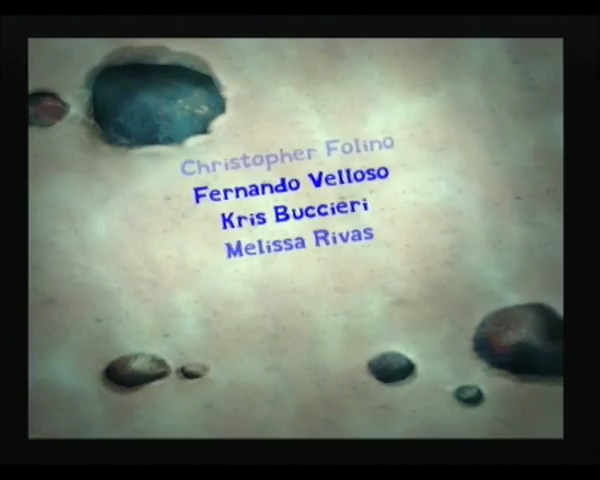 Christopher Folino
Fernando Velloso
Kris Buccieri
Melissa Rivas